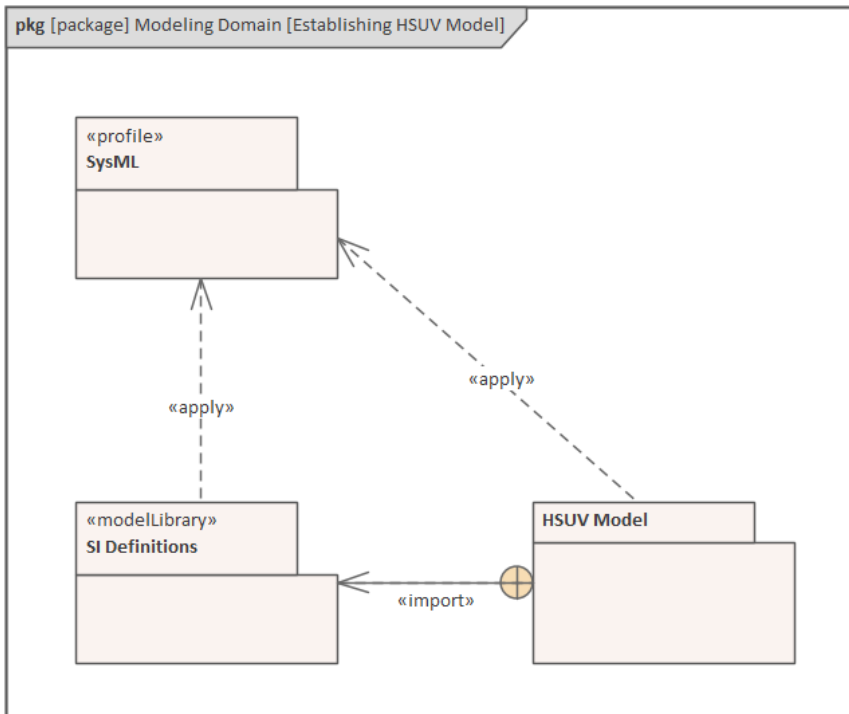 pkg [package] Modeling Domain [Establishing HSUV Model]
«profile»
SysML
«apply»
«apply»
«modelLibrary»
SI Definitions
HSUV Model
«import»